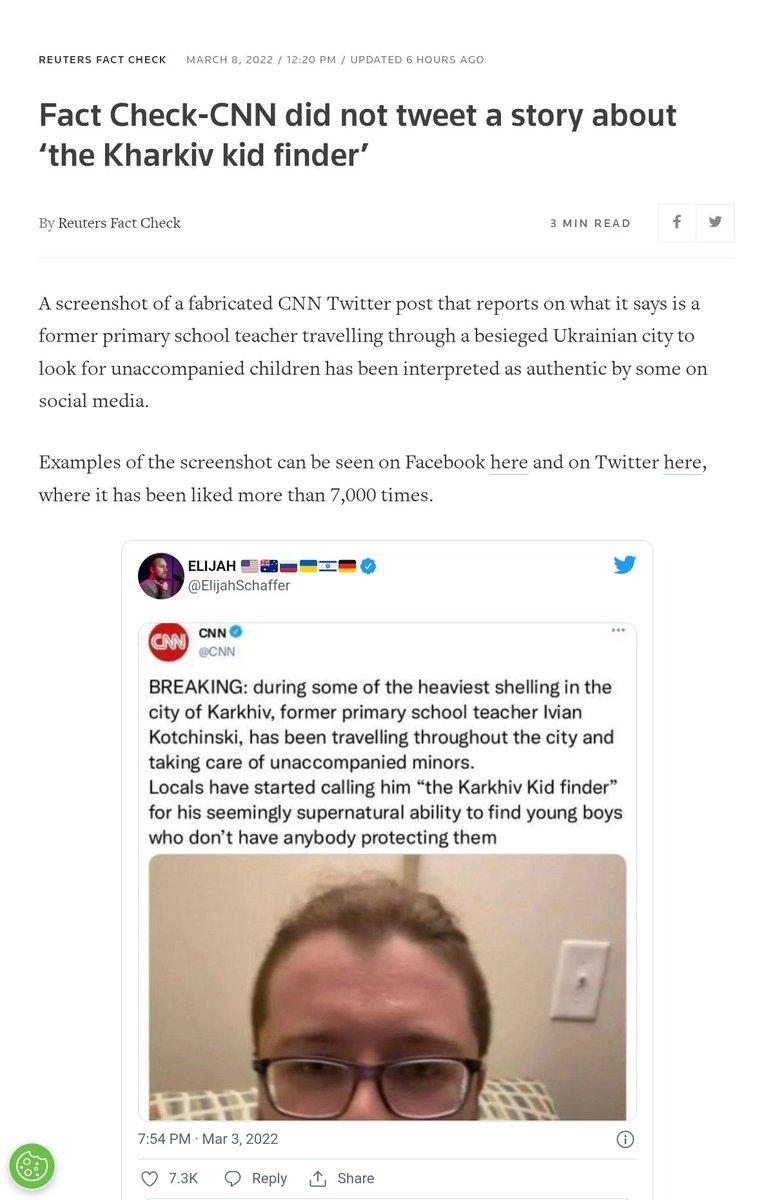 REUTERS FACT CHECK MARCH 8, 2022 / 12:20 PM / UPDATED 6 HOURS AGO
Fact Check-CNN did not tweet a story about
‘the Kharkiv kid finder’
By Reuters Fact Check
3 MIN READ
A screenshot of a fabricated CNN Twitter post that reports on what it says is a
former primary school teacher travelling through a besieged Ukrainian city to
look for unaccompanied children has been interpreted as authentic by some on
social media.
Examples of the screenshot can be seen on Facebook here and on Twitter here,
where it has been liked more than 7,000 times.
ELIJAH
@ElijahSchaffer
CNN
CNN
@CNN
BREAKING: during some of the heaviest shelling in the
city of Karkhiv, former primary school teacher Ivian
Kotchinski, has been travelling throughout the city and
taking care of unaccompanied minors.
Locals have started calling him “the Karkhiv Kid finder”
for his seemingly supernatural ability to find young boys
who don’t have anybody protecting them
7:54 PM · Mar 3, 2022
7.3K Reply Share